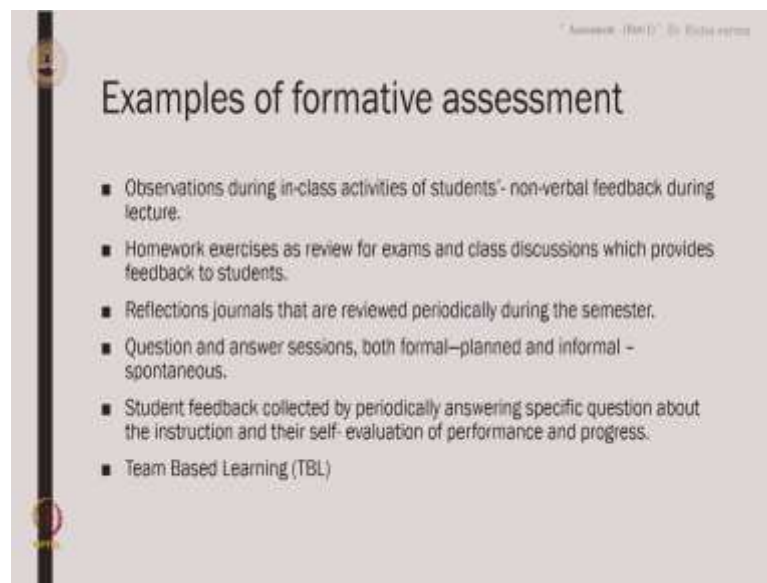 Examples of formative assessment
■ Observations during in-class activities of students'- non-verbal feedback during
lecture.
■ Homework exercises as review for exams and class discussions which provides
feedback to students.
■ Reflections journals that are reviewed periodically during the semester.
■ Question and answer sessions, both formal—planned and informal –
spontaneous.
■ Student feedback collected by periodically answering specific question about
the instruction and their self- evaluation of performance and progress.
■ Team Based Learning (TBL)